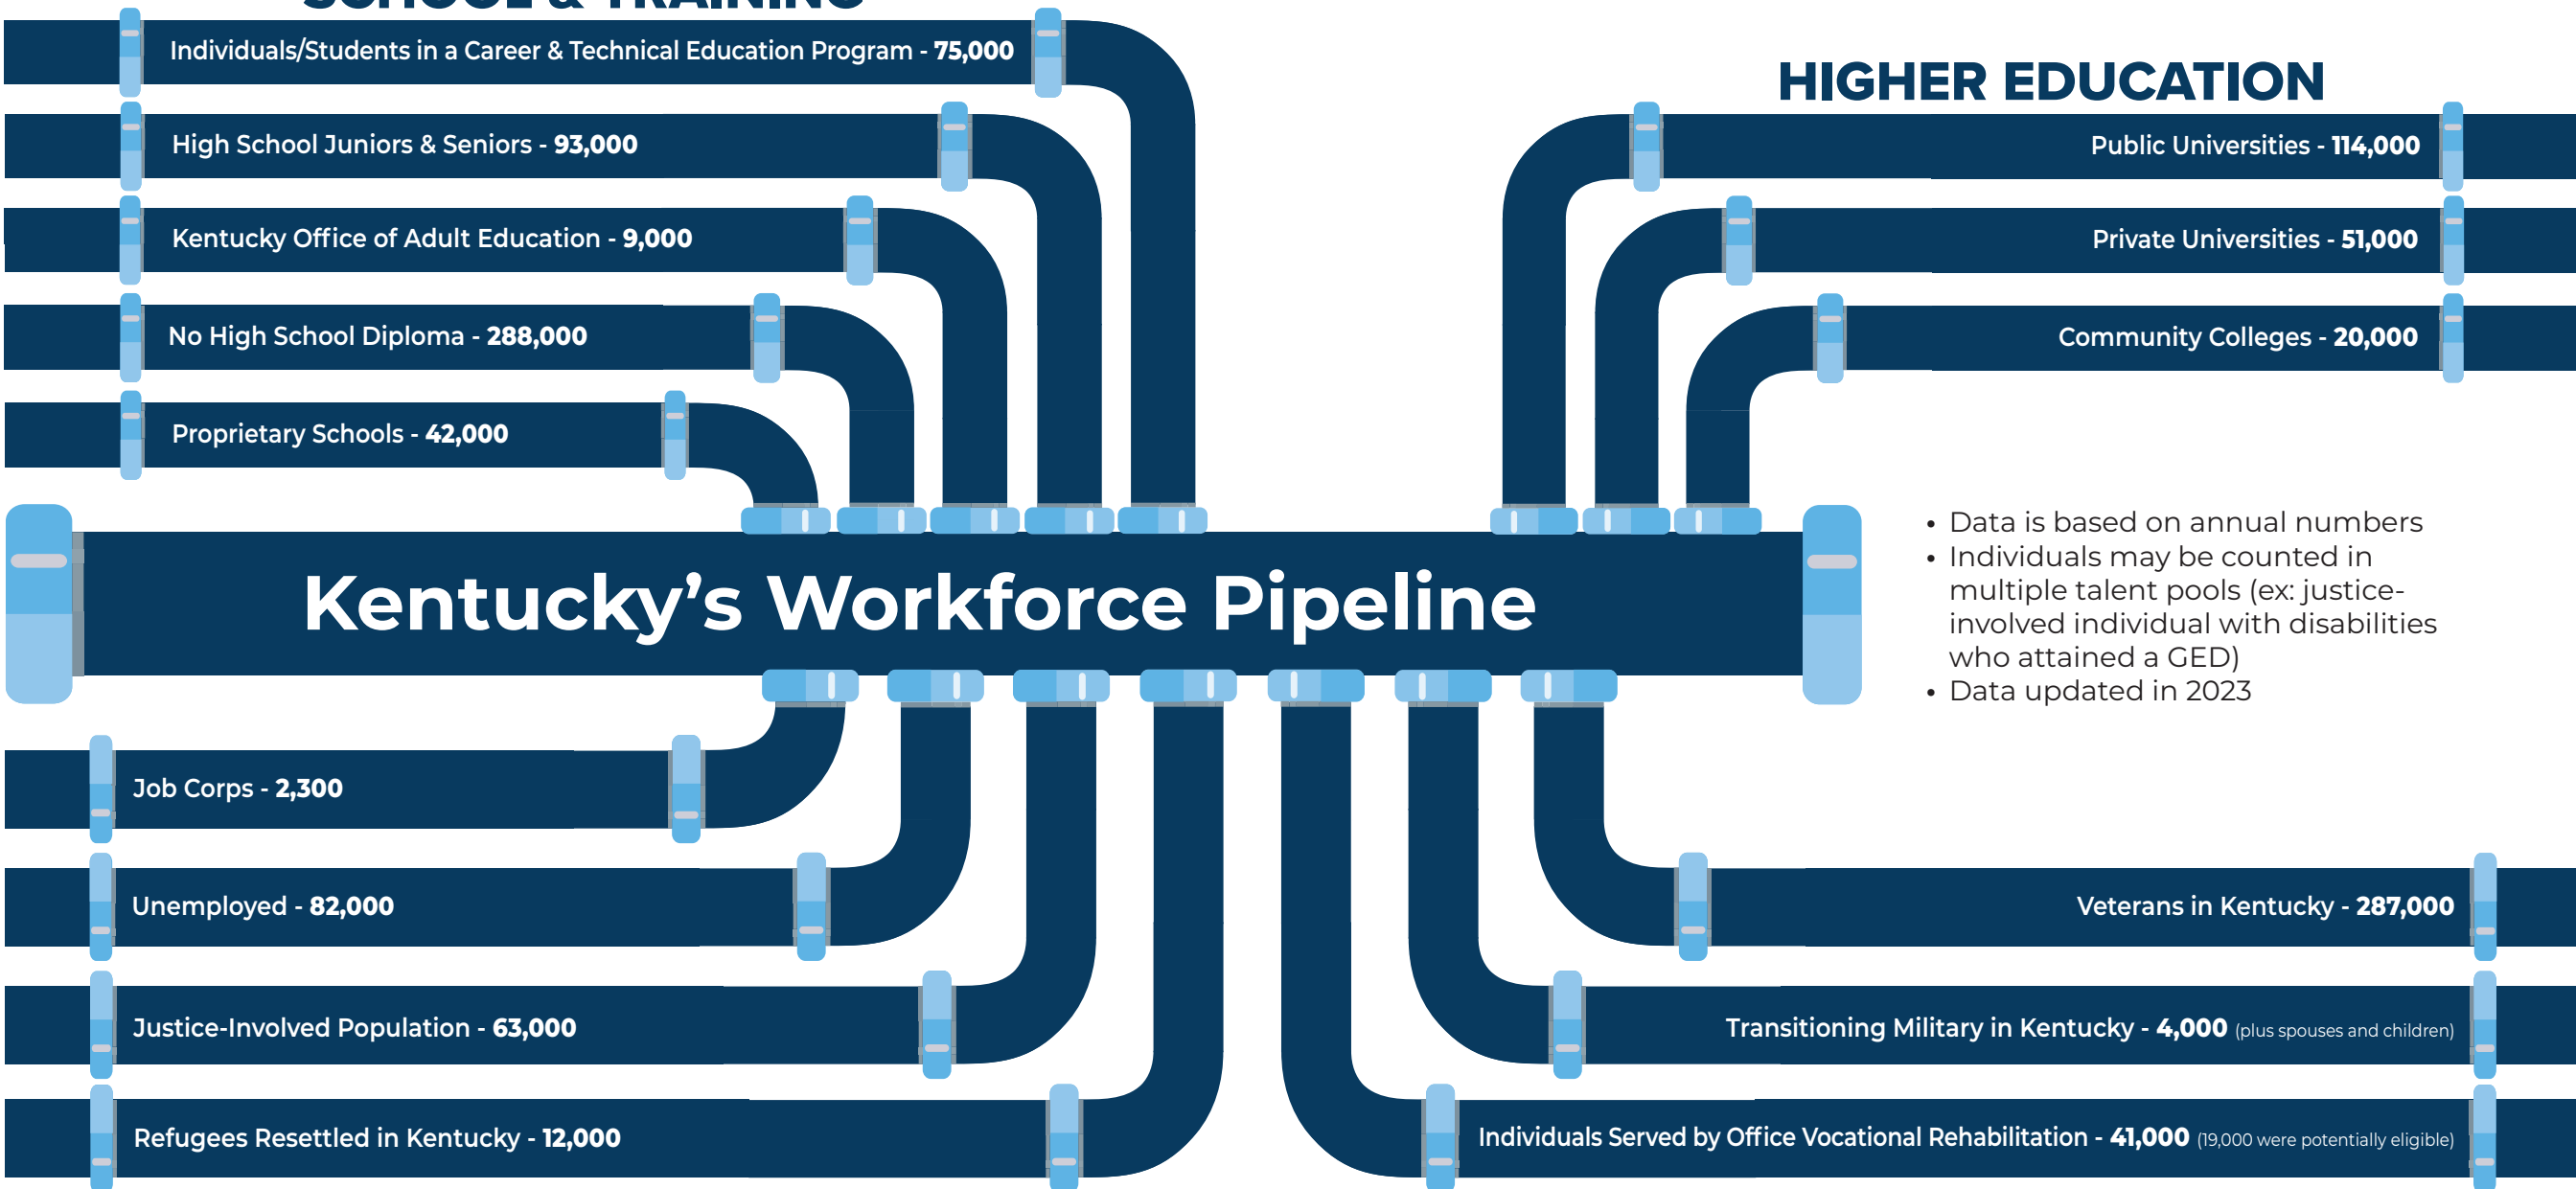 SCHOOL & TRAINING
Individuals/Students in a Career & Technical Education Program - 75,000
High School Juniors & Seniors - 93,000
Kentucky Office of Adult Education - 9,000
No High School Diploma - 288,000
Proprietary Schools - 42,000
HIGHER EDUCATION
Public Universities - 114,000
Private Universities - 51,000
Community Colleges - 20,000
Kentucky's Workforce Pipeline
• Data is based on annual numbers
• Individuals may be counted in
multiple talent pools (ex: justice-
involved individual with disabilities
who attained a GED)
• Data updated in 2023
Job Corps - 2,300
Unemployed - 82,000
Justice-Involved Population - 63,000
Refugees Resettled in Kentucky - 12,000
Veterans in Kentucky - 287,000
Transitioning Military in Kentucky - 4,000 (plus spouses and children)
Individuals Served by Office Vocational Rehabilitation - 41,000 (19,000 were potentially eligible)